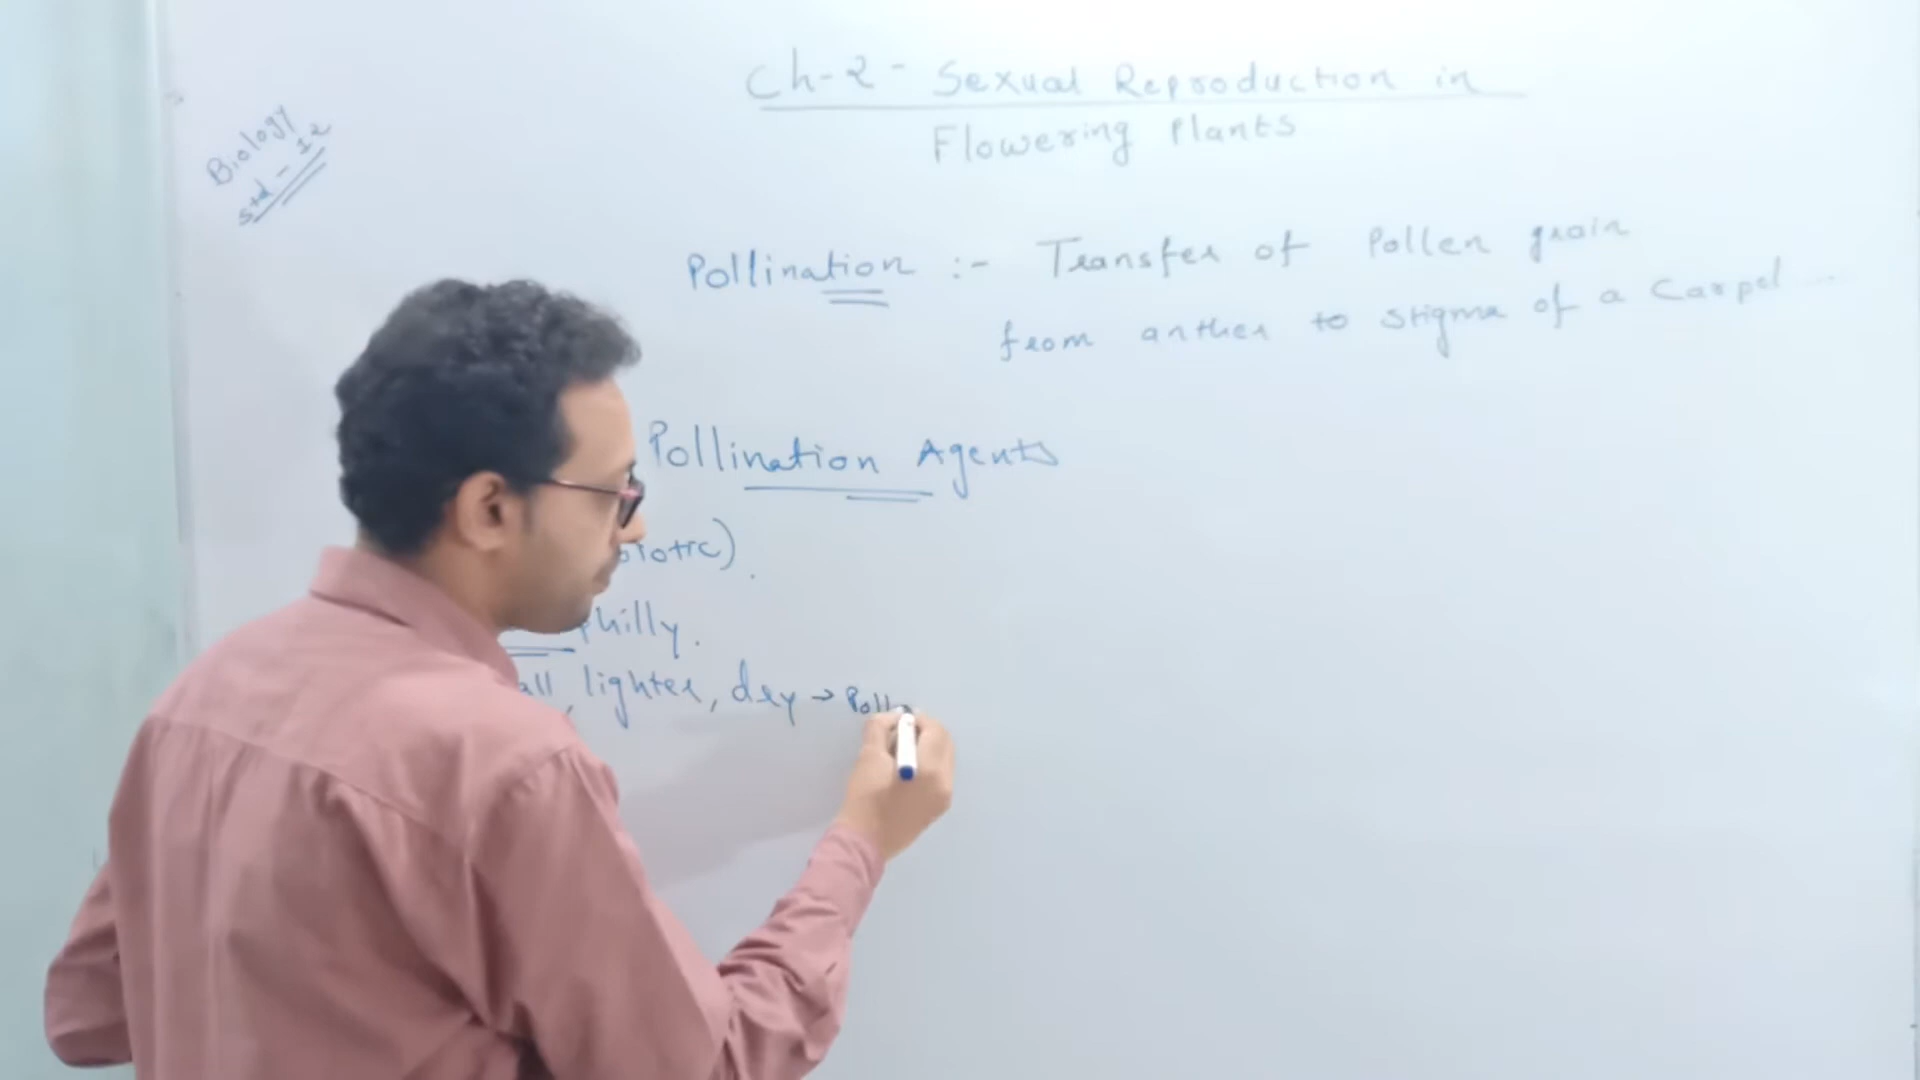 Biology
std - 12
Ch-2 - Sexual Reproduction in
Flowering Plants
Pollination :- Transfer of Pollen grain
from anther to stigma of a Carpel ...
Pollination Agents
biotic).
philly.
all, lighter, dry → Poll